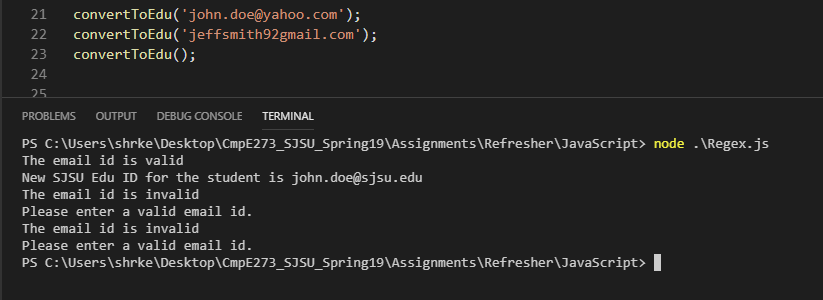 21 convertToEdu('john.doe@yahoo.com');
22 convertToEdu('jeffsmith92gmail.com');
23 convertToEdu();
24
25
PROBLEMS OUTPUT DEBUG CONSOLE TERMINAL
PS C:\Users\shrke\Desktop\CmpE273_SJSU_Spring19\Assignments\Refresher\JavaScript> node .\Regex.js
The email id is valid
New SJSU Edu ID for the student is john.doe@sjsu.edu
The email id is invalid
Please enter a valid email id.
The email id is invalid
Please enter a valid email id.
PS C:\Users\shrke\Desktop\CmpE273_SJSU_Spring19\Assignments\Refresher\JavaScript>